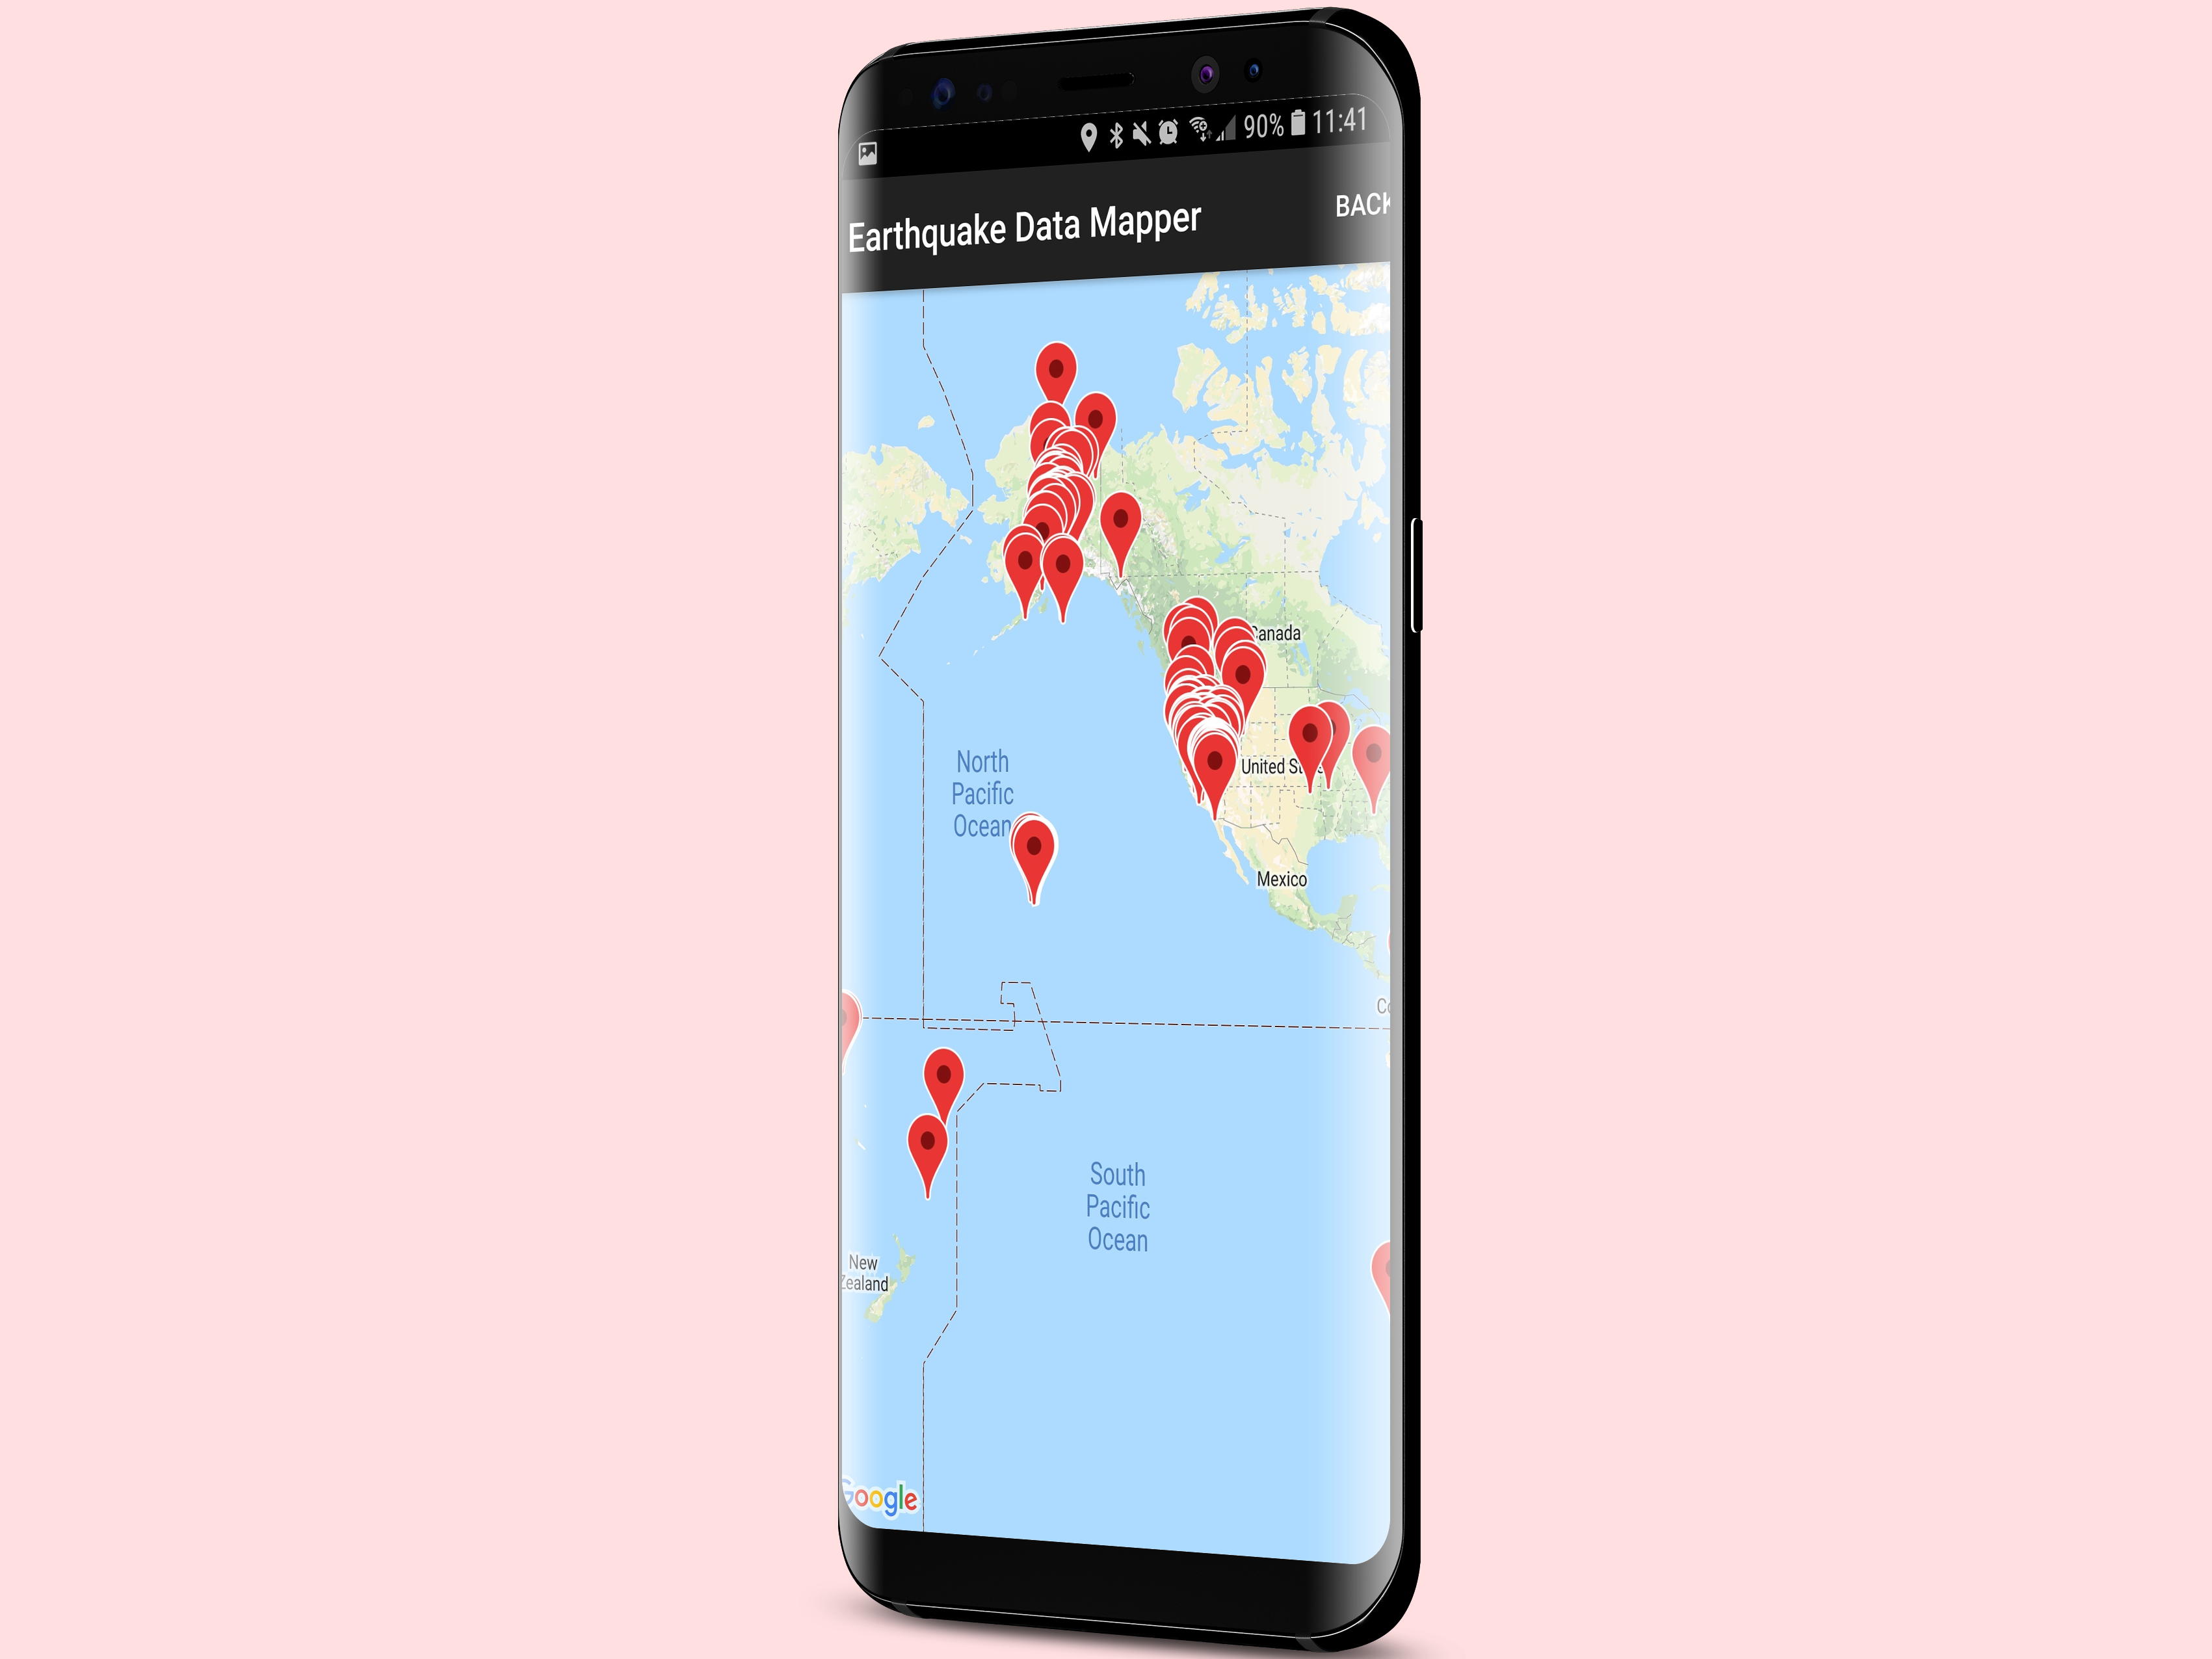 90% 11:41
Earthquake Data Mapper
BACK
Canada
United St
North
Pacific
Ocean
Mexico
Co
South
Pacific
Ocean
New
Zealand
Google